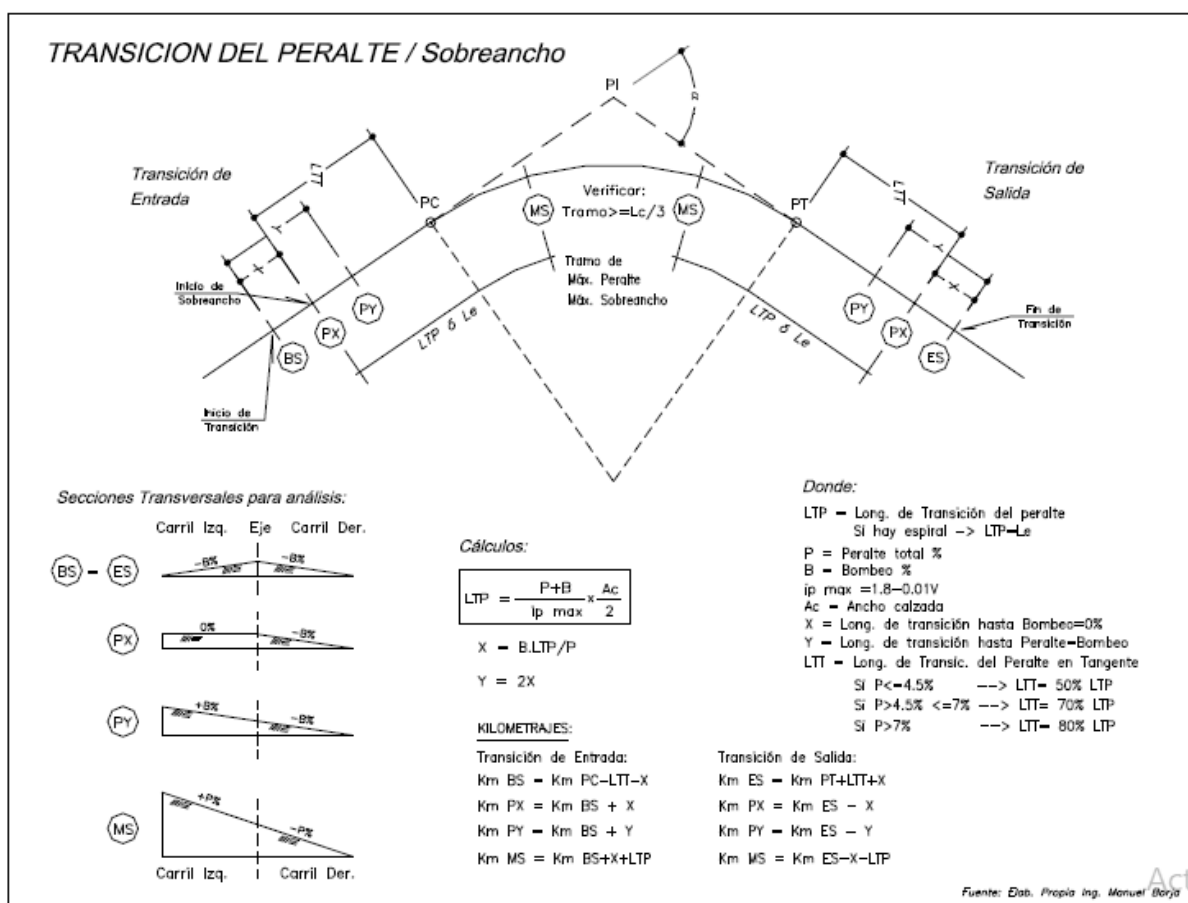 TRANSICION DEL PERALTE / Sobreancho
PI
α
Transición de
Entrada
LTT
Y
X
PC
MS
Verificar:
Tramo>=Lc/3
MS
PT
LTT
Y
X
Transición de
Salida
Inicio de
Sobreancho
Tramo de
Máx. Peralte
Máx. Sobreancho
PY
PX
BS
LTP ó Le
LTP ó Le
PY
PX
ES
Fin de
Transición
Inicio de
Transición
Secciones Transversales para análisis:
Carril Izq. Eje Carril Der.
BS - ES
-B% -B%
PX
0% -B%
PY
+B% -B%
MS
+P% -P%
Carril Izq. Carril Der.
Cálculos:
LTP = P+B / ip max x Ac / 2
X = B.LTP/P
Y = 2X
KILOMETRAJES:
Transición de Entrada:
Km BS = Km PC-LTT-X
Km PX = Km BS + X
Km PY = Km BS + Y
Km MS = Km BS+X+LTP
Transición de Salida:
Km ES = Km PT+LTT+X
Km PX = Km ES - X
Km PY = Km ES - Y
Km MS = Km ES-X-LTP
Donde:
LTP = Long. de Transición del peralte
Si hay espiral -> LTP=Le
P = Peralte total %
B = Bombeo %
ip max =1.8-0.01V
Ac = Ancho calzada
X = Long. de transición hasta Bombeo=0%
Y = Long. de transición hasta Peralte=Bombeo
LTT = Long. de Transic. del Peralte en Tangente
Si P<=4.5% --> LTT= 50% LTP
Si P>4.5% <=7% --> LTT= 70% LTP
Si P>7% --> LTT= 80% LTP
Fuente: Elab. Propia Ing. Manuel Borja
Act